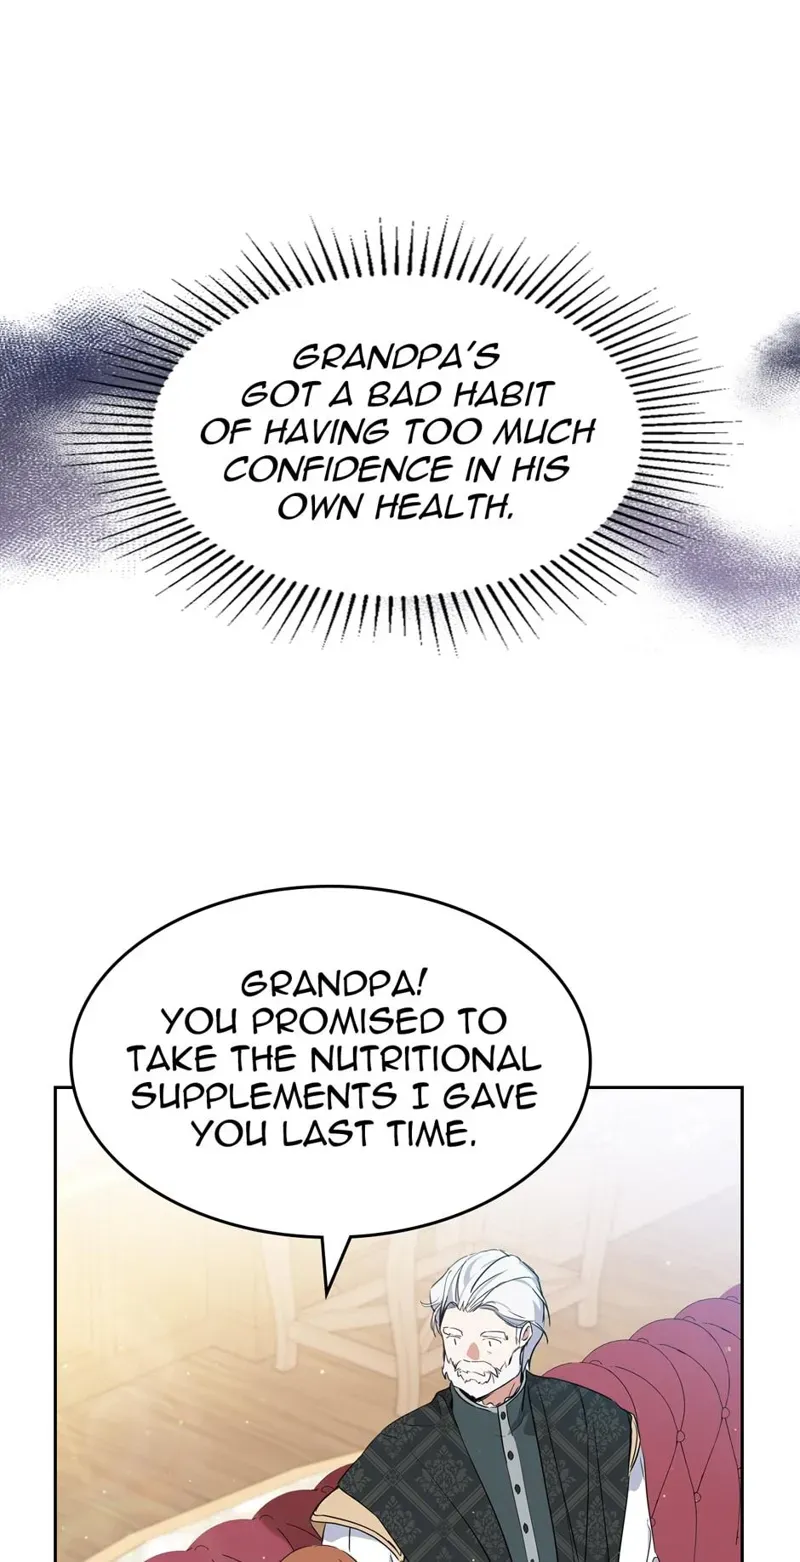 GRANDPA'S
GOT A BAD HABIT
OF HAVING TOO MUCH
CONFIDENCE IN HIS
OWN HEALTH.
GRANDPA!
YOU PROMISED TO
TAKE THE NUTRITIONAL
SUPPLEMENTS I GAVE
YOU LAST TIME.